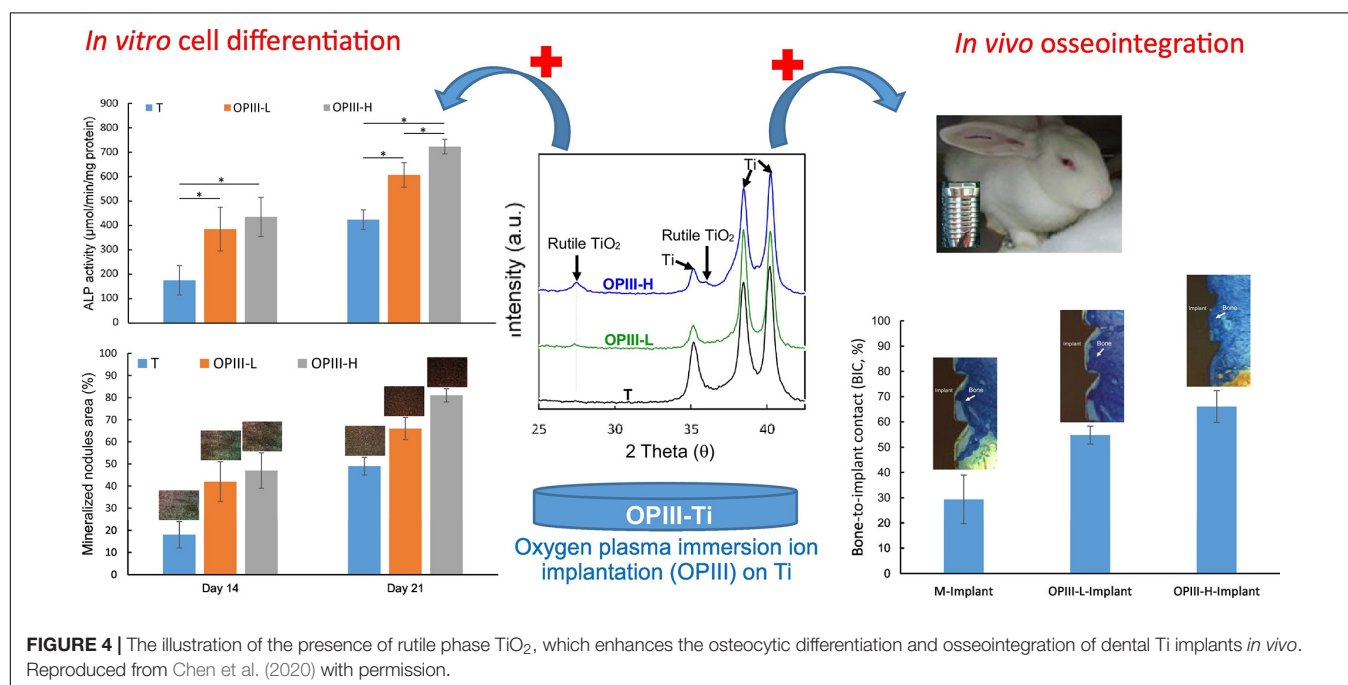 In vitro cell differentiation
In vivo osseointegration
T OPIII-L OPIII-H
ALP activity (µmol/min/mg protein)
900
800
700
600
500
400
300
200
100
0
* * * * *
Mineralized nodules area (%)
T OPIII-L OPIII-H
100
90
80
70
60
50
40
30
20
10
0
Day 14 Day 21
Intensity (a.u.)
Ti
Rutile TiO₂
Rutile TiO₂
Ti
OPIII-H
OPIII-L
T
25 30 35 40
2 Theta (θ)
OPIII-Ti
Oxygen plasma immersion ion
implantation (OPIII) on Ti
Bone-to-implant contact (BIC, %)
100
90
80
70
60
50
40
30
20
10
0
Implant Bone
Implant Bone
Implant Bone
M-Implant OPIII-L-Implant OPIII-H-Implant
FIGURE 4 | The illustration of the presence of rutile phase TiO₂, which enhances the osteocytic differentiation and osseointegration of dental Ti implants in vivo.
Reproduced from Chen et al. (2020) with permission.